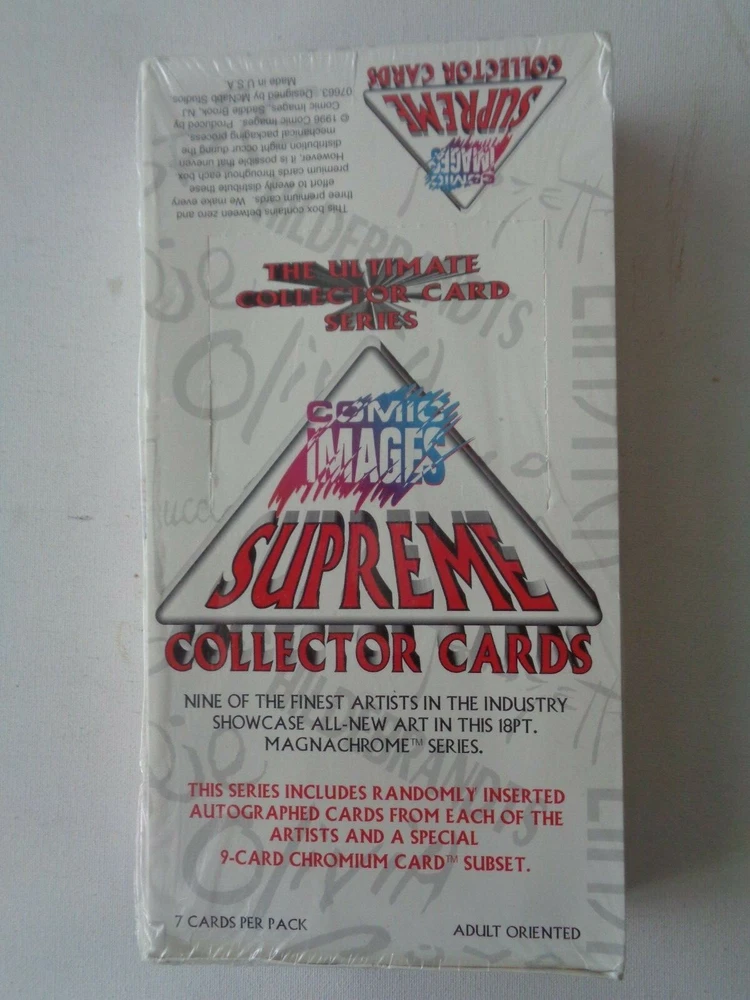 This box contains between zero and
three premium cards. We make every
effort to evenly distribute these
premium cards throughout each box.
However, it is possible that uneven
distribution might occur during the
mechanical packaging process.
© 1996 Comic Images. Produced by
Comic Images, Saddle Brook, NJ
07663. Designed by McNabb Studios
Made in U.S.A.
COMIC
IMAGES
SUPREME
COLLECTOR CARDS
THE ULTIMATE
COLLECTOR CARD
SERIES
COMIC
IMAGES
SUPREME
COLLECTOR CARDS
NINE OF THE FINEST ARTISTS IN THE INDUSTRY
SHOWCASE ALL-NEW ART IN THIS 18PT.
MAGNACHROME™ SERIES.
THIS SERIES INCLUDES RANDOMLY INSERTED
AUTOGRAPHED CARDS FROM EACH OF THE
ARTISTS AND A SPECIAL
9-CARD CHROMIUM CARD™ SUBSET.
7 CARDS PER PACK
ADULT ORIENTED
HILDEBRANDTS
Olivia
HILDEBRANDTS
Olivia